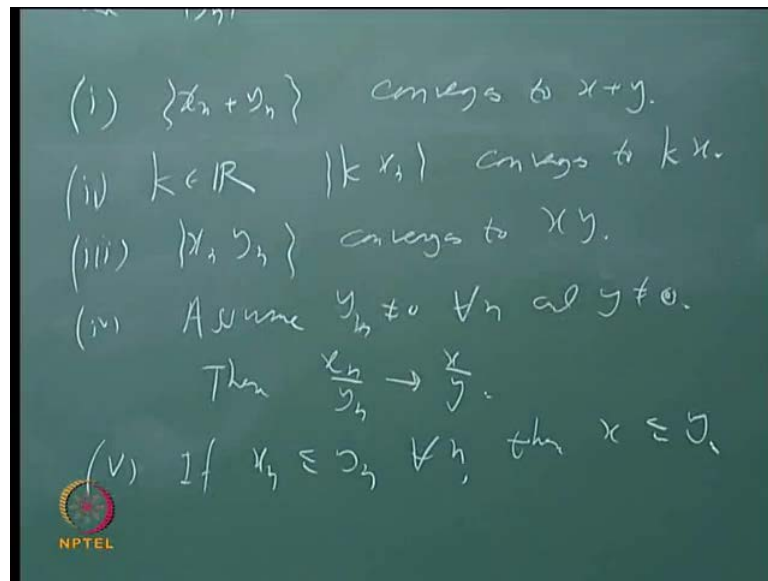 (i) {xₙ + yₙ} converges to x+y.
(ii) k ∈ ℝ {k xₙ} converges to k x.
(iii) {xₙ yₙ} converges to x y.
(iv) Assume yₙ ≠ 0 ∀n and y ≠ 0.
Then xₙ/yₙ → x/y.
(v) If xₙ ≤ yₙ ∀n, then x ≤ y.
NPTEL